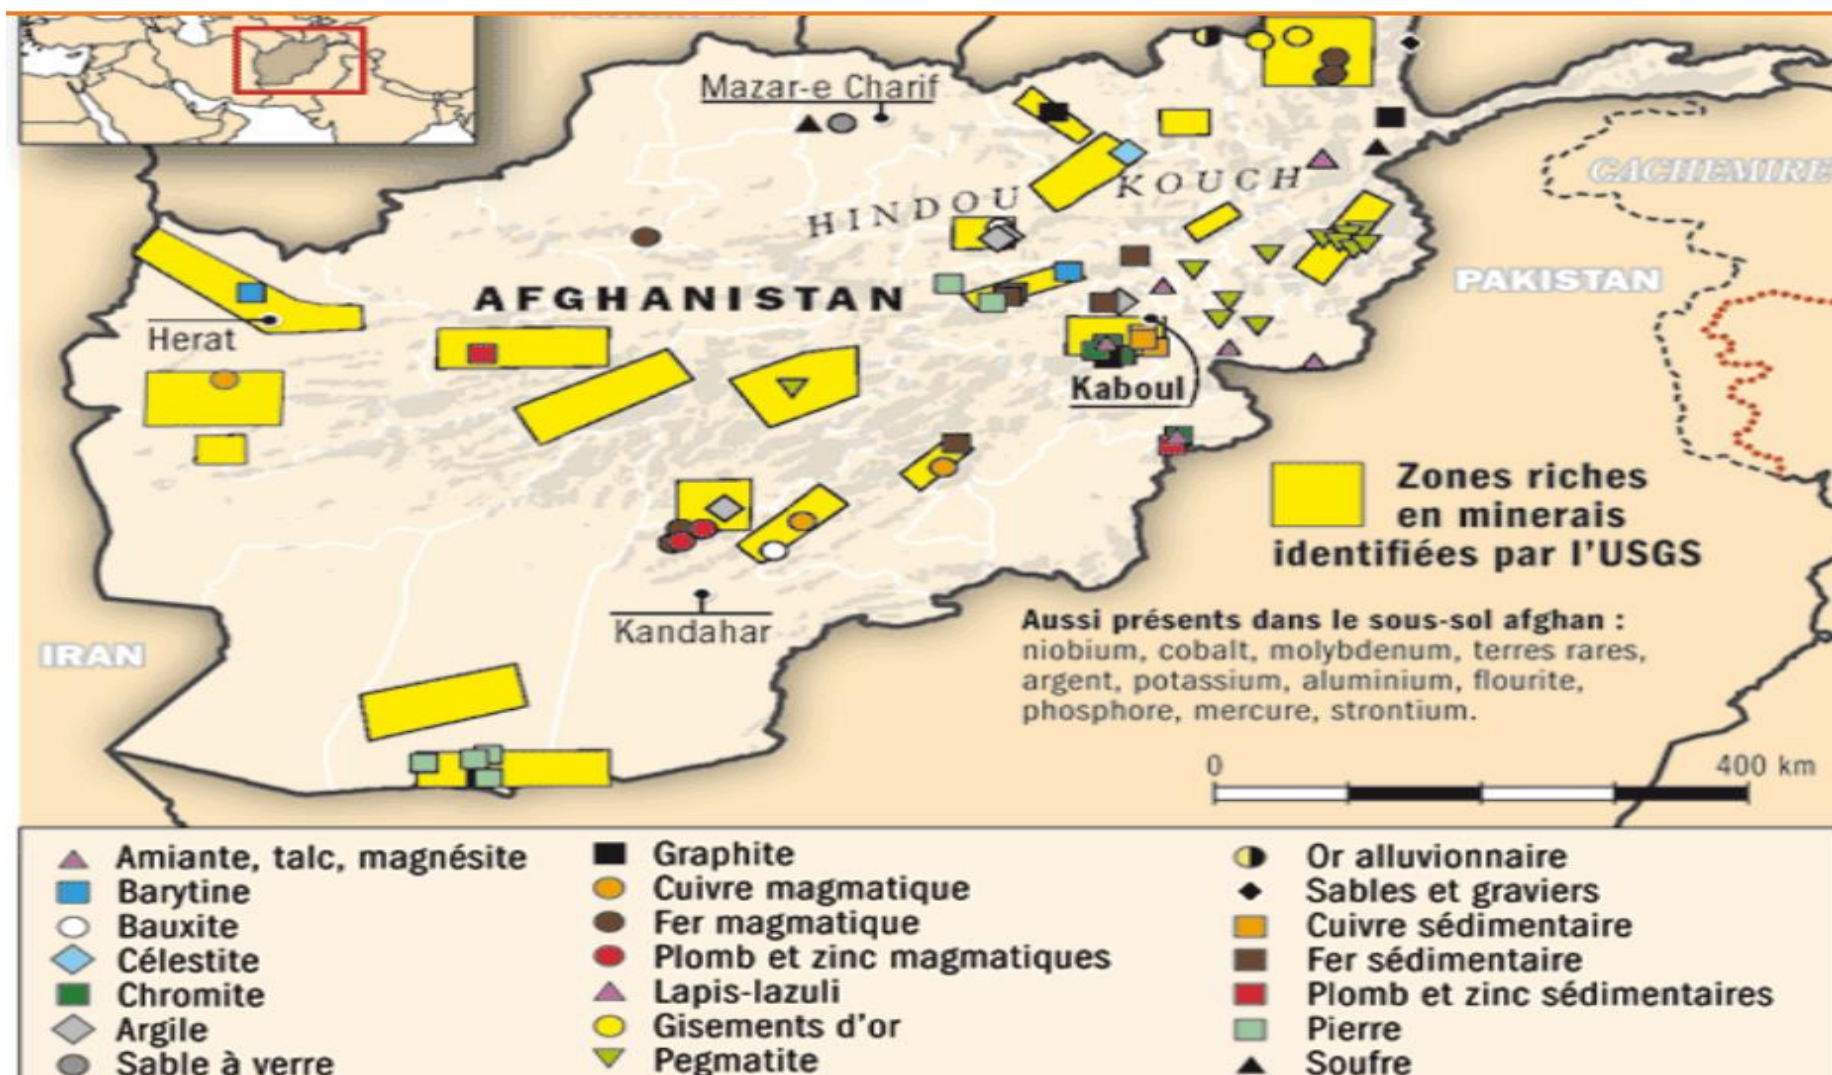 Mazar-e Charif
HINDOU KOUCH
CACHEMIRE
PAKISTAN
AFGHANISTAN
Herat
Kaboul
Zones riches
en minerais
identifiées par l'USGS
Kandahar
Aussi présents dans le sous-sol afghan :
niobium, cobalt, molybdenum, terres rares,
argent, potassium, aluminium, flourite,
phosphore, mercure, strontium.
IRAN
0 400 km
Amiante, talc, magnésite
Barytine
Bauxite
Célestite
Chromite
Argile
Sable à verre
Graphite
Cuivre magmatique
Fer magmatique
Plomb et zinc magmatiques
Lapis-lazuli
Gisements d'or
Pegmatite
Or alluvionnaire
Sables et graviers
Cuivre sédimentaire
Fer sédimentaire
Plomb et zinc sédimentaires
Pierre
Soufre